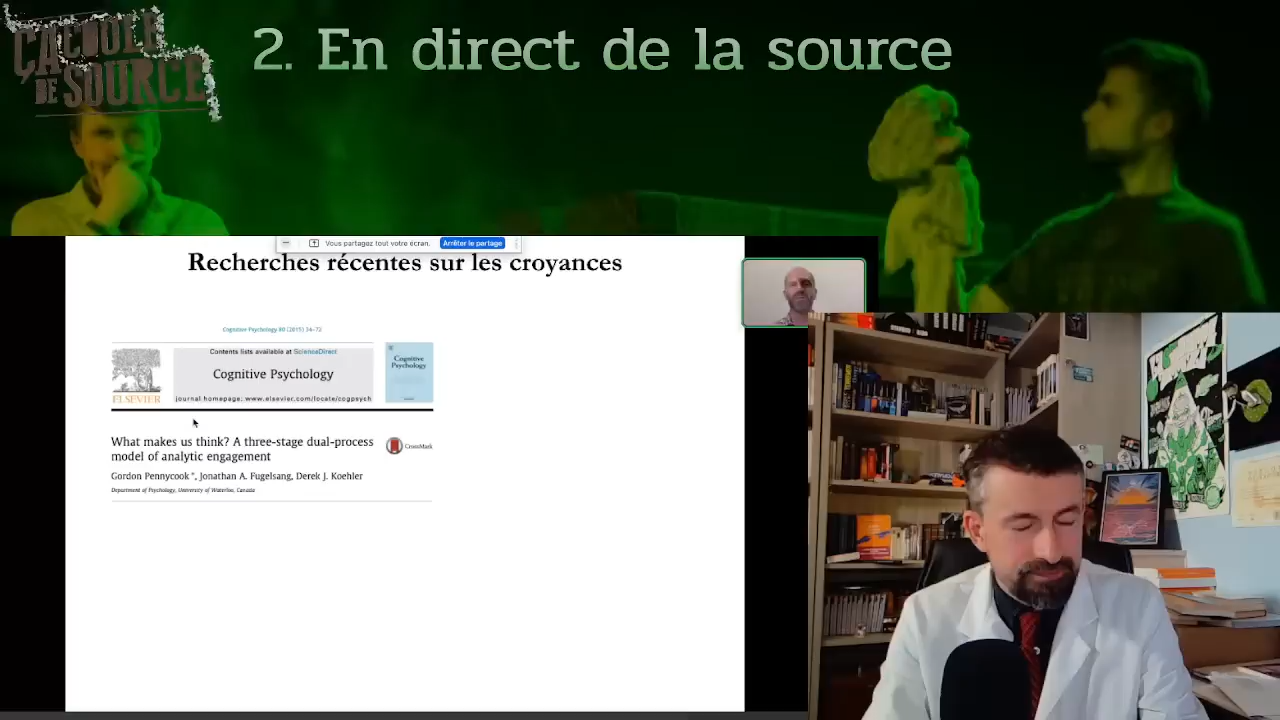 ÇA COULE
DE SOURCE
2. En direct de la source
Vous partagez tout votre écran.
Arrêter le partage
Recherches récentes sur les croyances
Cognitive Psychology 80 (2015) 34–72
Contents lists available at ScienceDirect
Cognitive Psychology
journal homepage: www.elsevier.com/locate/cogpsych
ELSEVIER
Cognitive
Psychology
What makes us think? A three-stage dual-process
model of analytic engagement
CrossMark
Gordon Pennycook *, Jonathan A. Fugelsang, Derek J. Koehler
Department of Psychology, University of Waterloo, Canada